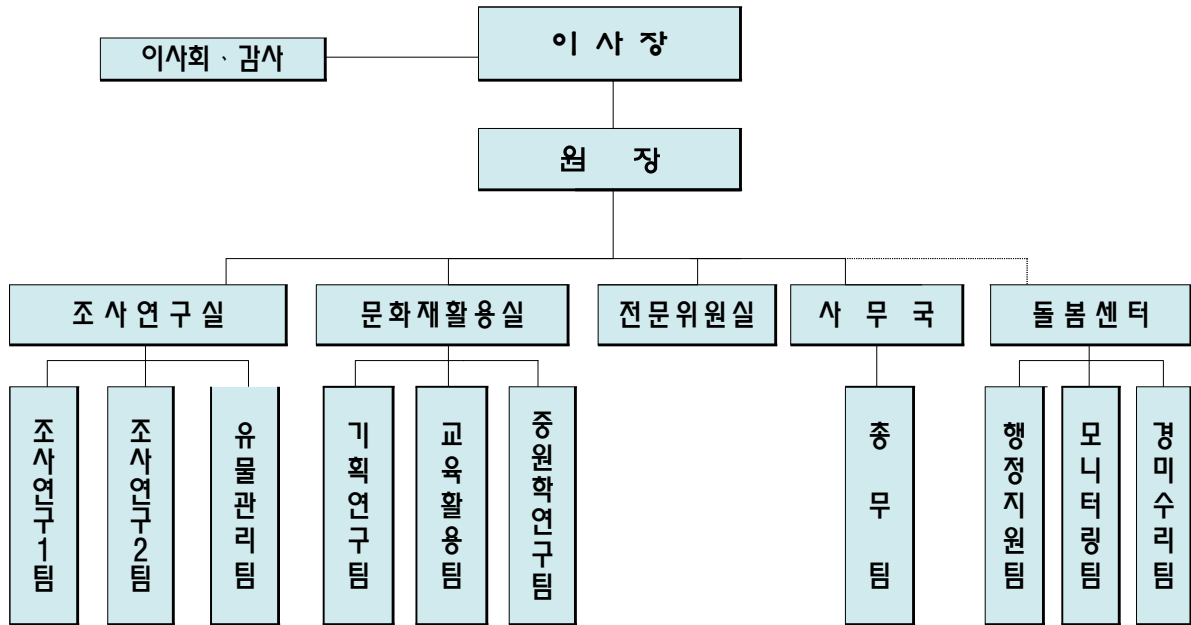 이 사 장
이사회ㆍ감사
원 장
조사연구실
문화재활용실
전문위원실
사 무 국
돌봄센터
조사연구1팀
조사연구2팀
유물관리팀
기획연구팀
교육활용팀
중원학연구팀
총무팀
행정지원팀
모니터링팀
경미수리팀